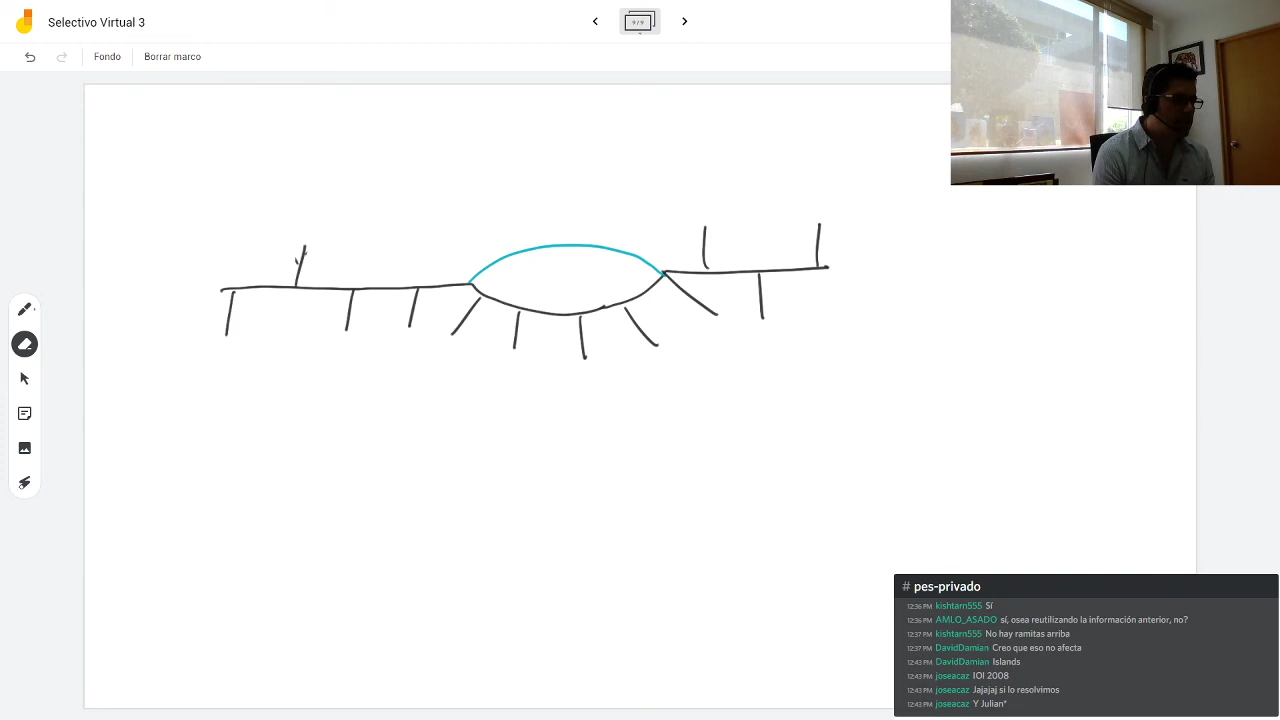 Selectivo Virtual 3
9 / 9
Fondo
Borrar marco
# pes-privado
12:36 PM kishtarn555 Sí
12:36 PM AMLO_ASADO sí, osea reutilizando la información anterior, no?
12:37 PM kishtarn555 No hay ramitas arriba
12:37 PM DavidDamian Creo que eso no afecta
12:43 PM DavidDamian Islands
12:43 PM joseacaz IOI 2008
12:43 PM joseacaz Jajajaj si lo resolvimos
12:43 PM joseacaz Y Julian*